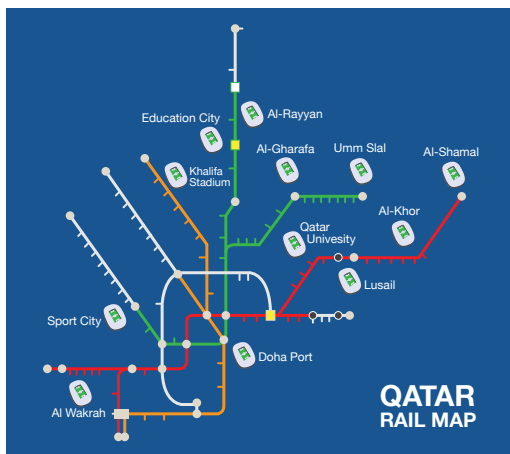 Al-Rayyan
Education City
Al-Gharafa
Umm Slal
Al-Shamal
Khalifa
Stadium
Al-Khor
Qatar
Univesity
Lusail
Sport City
Doha Port
Al Wakrah
QATAR
RAIL MAP